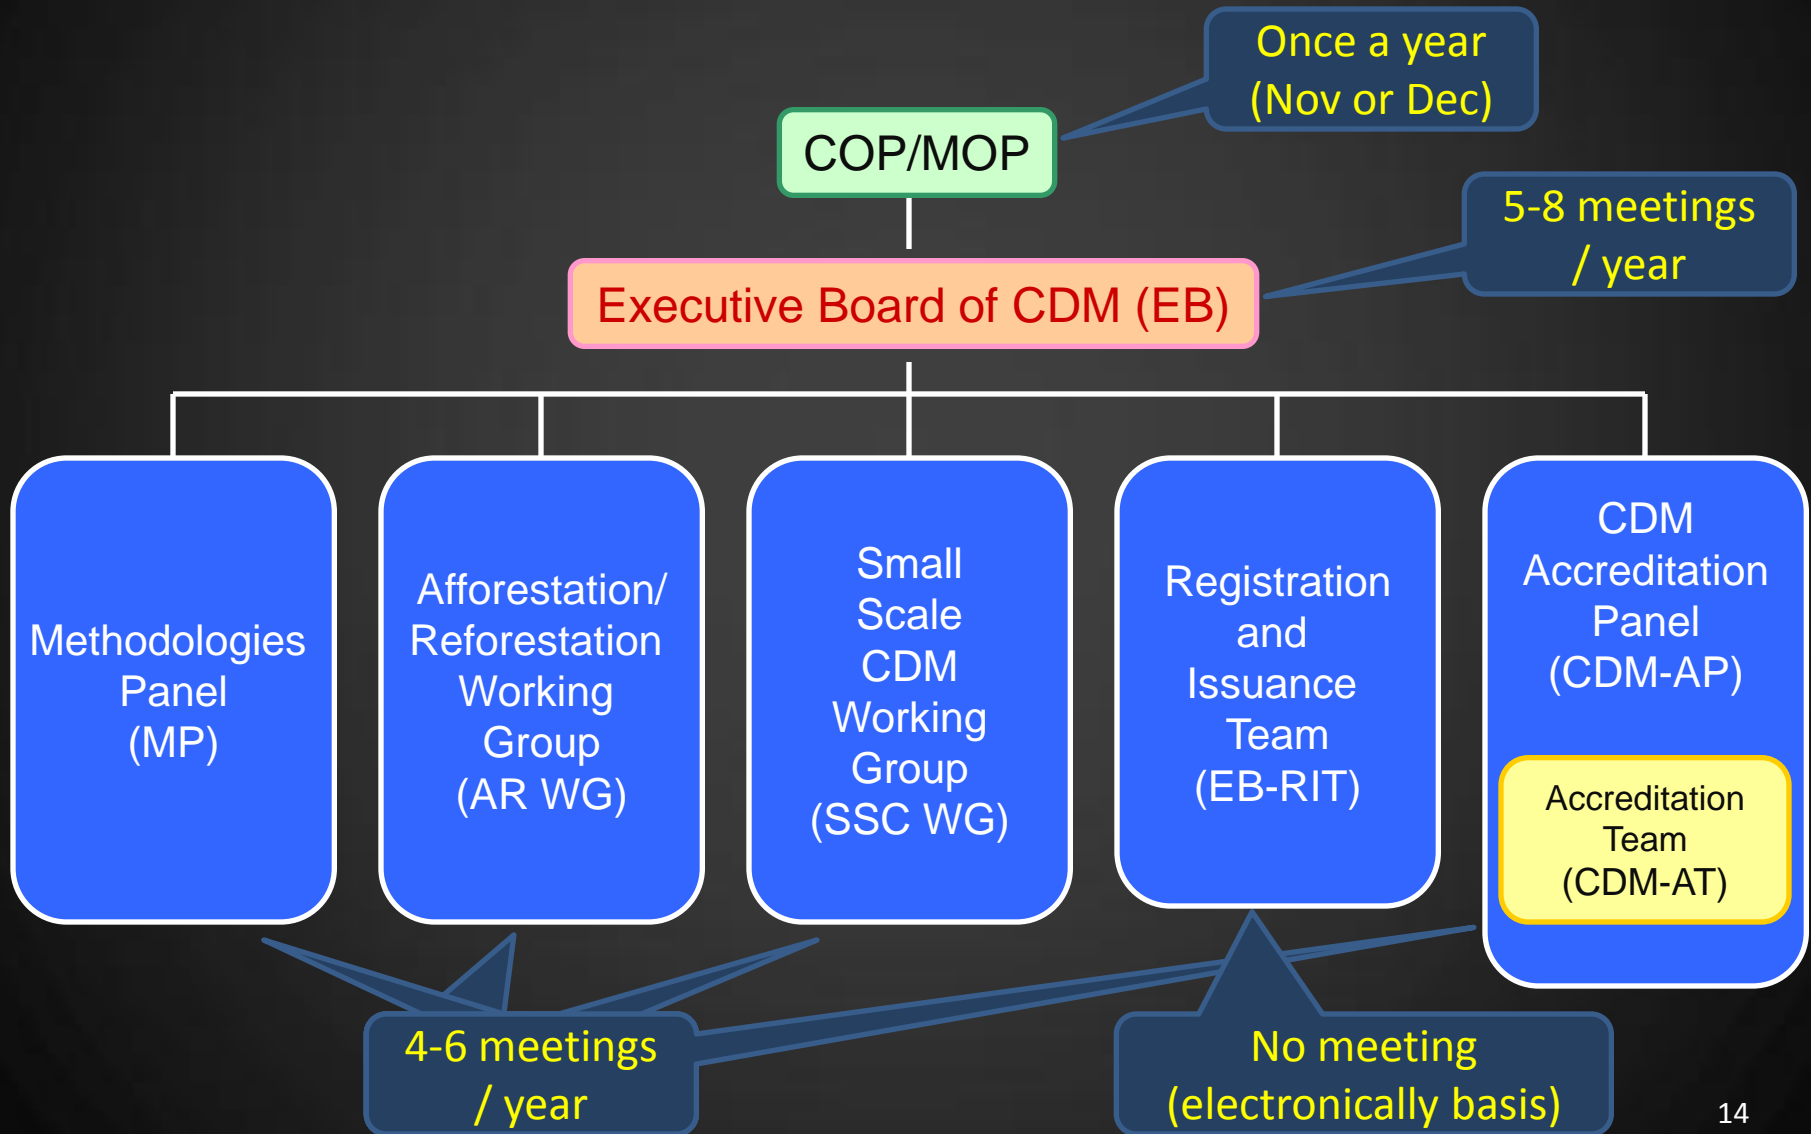 Once a year
(Nov or Dec)
COP/MOP
5-8 meetings
/ year
Executive Board of CDM (EB)
Methodologies
Panel
(MP)
Afforestation/
Reforestation
Working
Group
(AR WG)
Small
Scale
CDM
Working
Group
(SSC WG)
Registration
and
Issuance
Team
(EB-RIT)
CDM
Accreditation
Panel
(CDM-AP)
Accreditation
Team
(CDM-AT)
4-6 meetings
/ year
No meeting
(electronically basis)
14